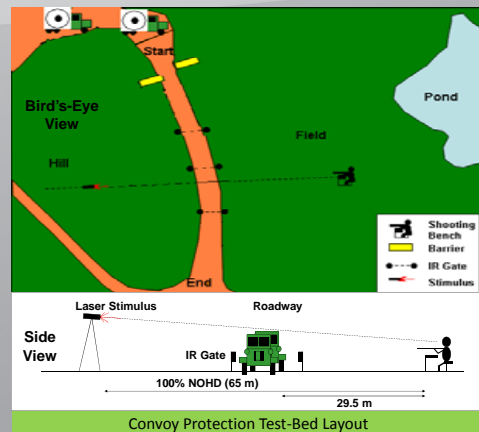 Start
Bird's-Eye
View
Pond
Field
Hill
Shooting
Bench
Barrier
IR Gate
Stimulus
End
Laser Stimulus
Roadway
Side
View
IR Gate
100% NOHD (65 m)
29.5 m
Convoy Protection Test-Bed Layout